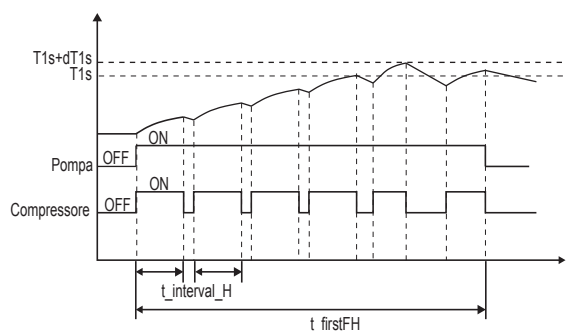 T1s+dT1s
T1s
ON
OFF
Pompa
ON
OFF
Compressore
t_interval_H
t_firstFH